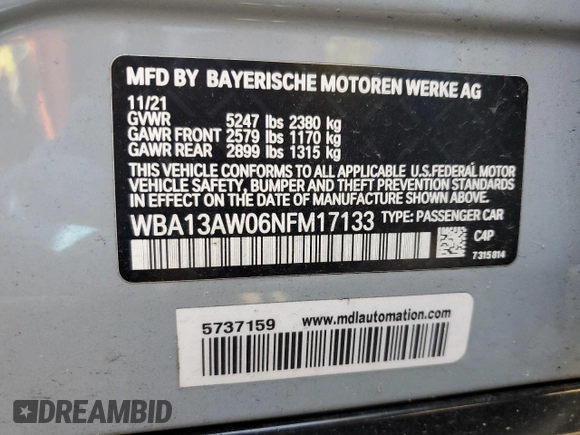 MFD BY BAYERISCHE MOTOREN WERKE AG
11/21
GVWR 5247 lbs 2380 kg
GAWR FRONT 2579 lbs 1170 kg
GAWR REAR 2899 lbs 1315 kg
THIS VEHICLE CONFORMS TO ALL APPLICABLE U.S.FEDERAL MOTOR
VEHICLE SAFETY, BUMPER, AND THEFT PREVENTION STANDARDS
IN EFFECT ON THE DATE OF MANUFACTURE SHOWN ABOVE.
WBA13AW06NFM17133 TYPE: PASSENGER CAR
C4P
7315814
5737159 www.mdlautomation.com
DREAMBID